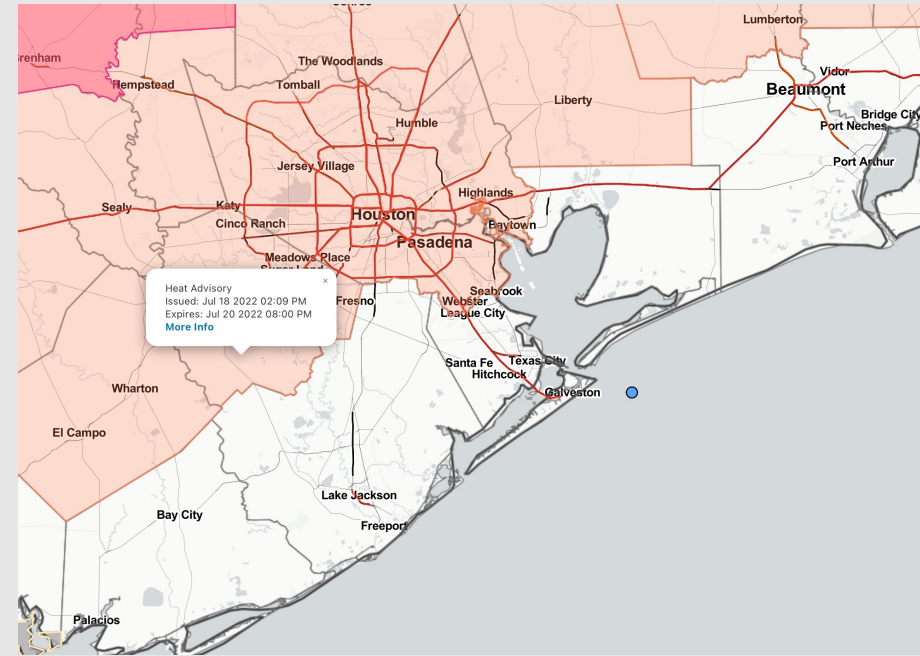 Lumberton
The Woodlands
Vidor
Hempstead
Tomball
Beaumont
Liberty
Bridge City
Humble
Port Neches
Port Arthur
Jersey Village
Highlands
Sealy
Katy
Houston
Cinco Ranch
Baytown
Pasadena
Meadows Place
×
Heat Advisory
Seabrook
Issued: Jul 18 2022 02:09 PM
Fresno
Webster
Expires: Jul 20 2022 08:00 PM
League City
More Info
Santa Fe
Texas City
Hitchcock
Wharton
Galveston
El Campo
Lake Jackson
Bay City
Freeport
Palacios